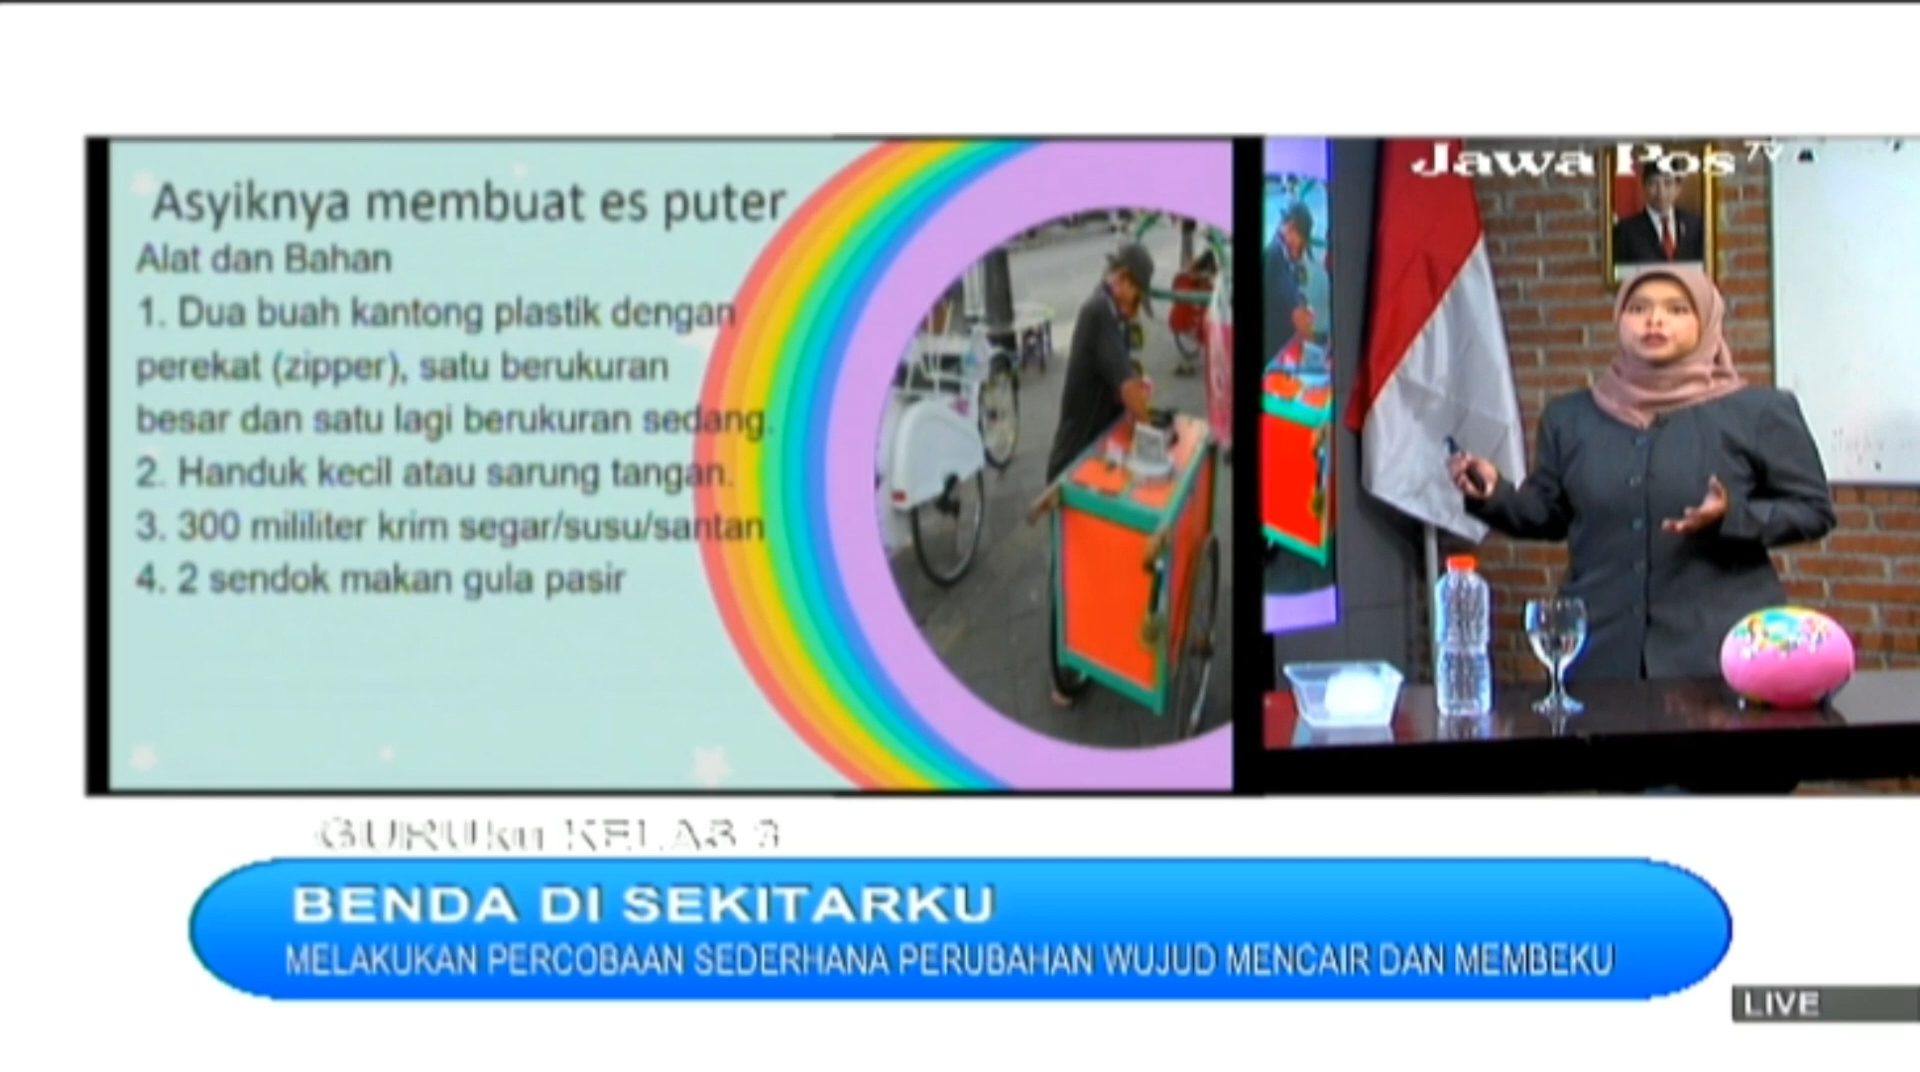 Asyiknya membuat es puter
Alat dan Bahan
1. Dua buah kantong plastik dengan
perekat (zipper), satu berukuran
besar dan satu lagi berukuran sedang.
2. Handuk kecil atau sarung tangan.
3. 300 mililiter krim segar/susu/santan
4. 2 sendok makan gula pasir
Jawa Pos TV
GURUku KELAS 3
BENDA DI SEKITARKU
MELAKUKAN PERCOBAAN SEDERHANA PERUBAHAN WUJUD MENCAIR DAN MEMBEKU
LIVE